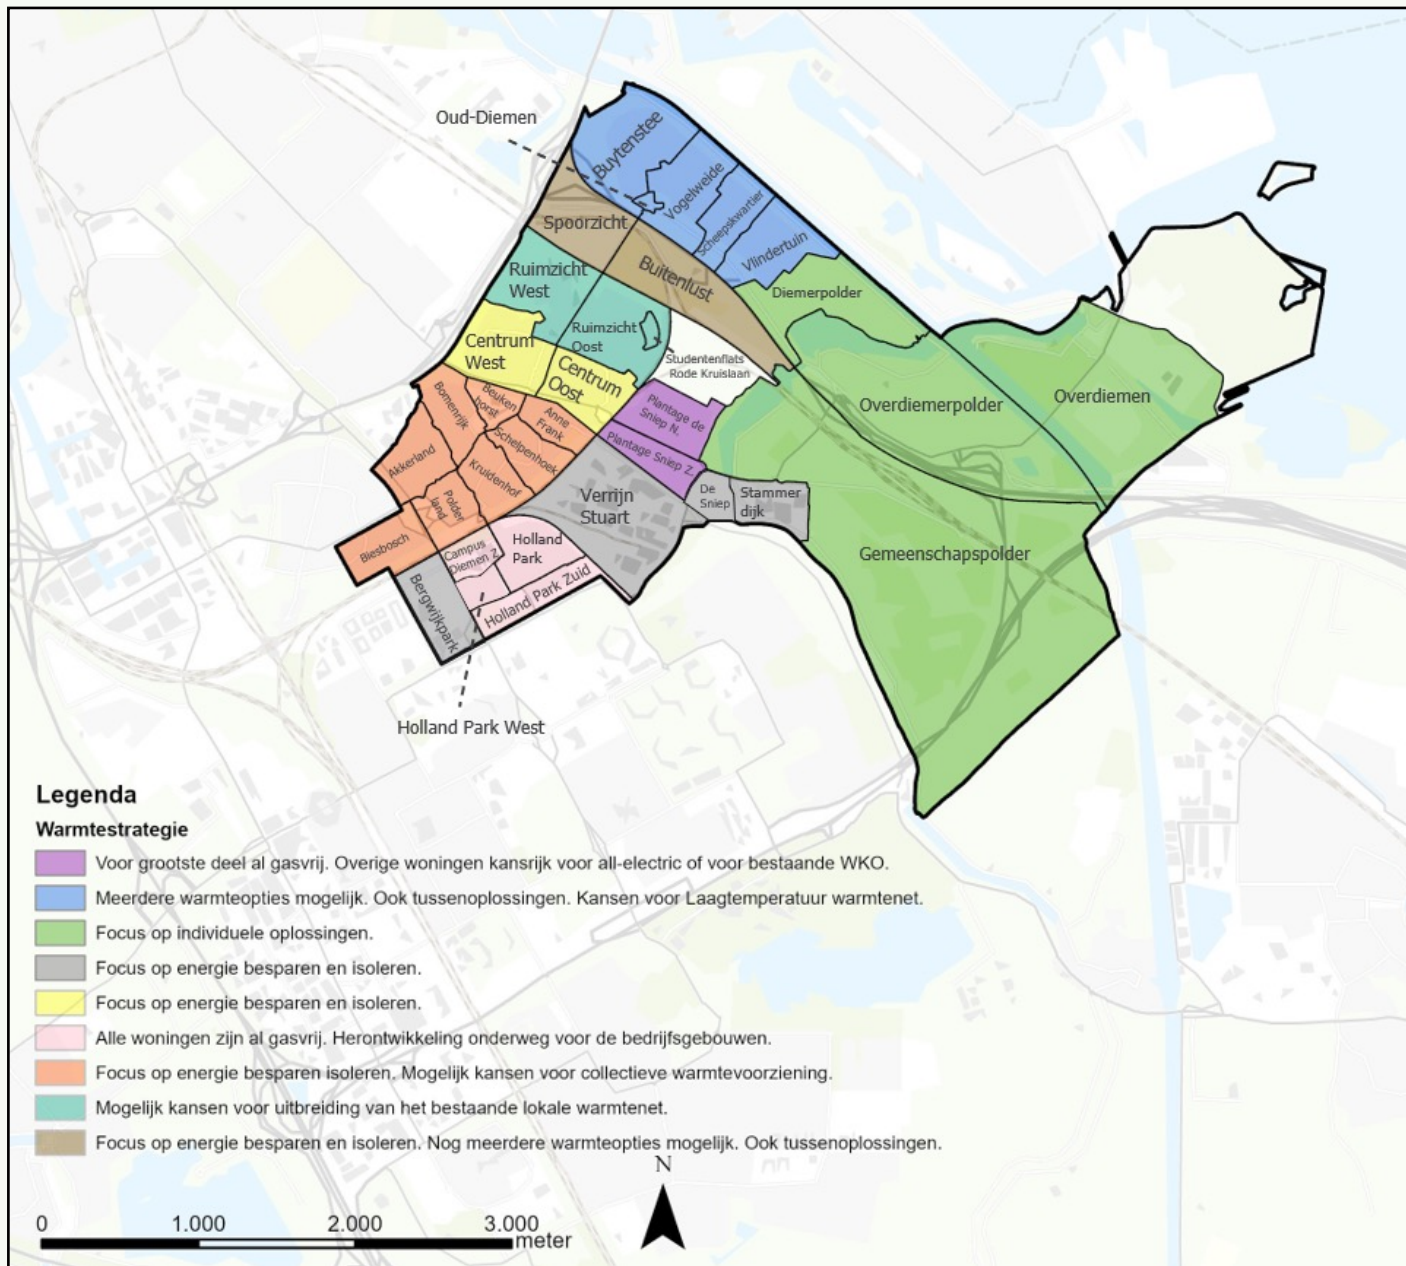 Oud-Diemen
Buytenstee
Vogelweide
Scheepskwartier
Vlindertuin
Spoorzicht
Buitenlust
Diemerpolder
Ruimzicht
West
Ruimzicht
Oost
Studentenflats
Rode Kruislaan
Centrum
West
Centrum
Oost
Overdiemerpolder
Overdiemen
Bomenrijk
Beuken
horst
Anne
Frank
Plantage de
Sniep N.
Plantage Sniep Z.
Akkerland
Schelpenhoek
Kruidenhof
Polder
land
Verrijn
Stuart
De
Sniep
Stammer
dijk
Biesbosch
Campus
Diemen Z.
Holland
Park
Gemeenschapspolder
Bergwijkpark
Holland Park Zuid
Holland Park West
Legenda
Warmtestrategie
Voor grootste deel al gasvrij. Overige woningen kansrijk voor all-electric of voor bestaande WKO.
Meerdere warmteopties mogelijk. Ook tussenoplossingen. Kansen voor Laagtemperatuur warmtenet.
Focus op individuele oplossingen.
Focus op energie besparen en isoleren.
Focus op energie besparen en isoleren.
Alle woningen zijn al gasvrij. Herontwikkeling onderweg voor de bedrijfsgebouwen.
Focus op energie besparen isoleren. Mogelijk kansen voor collectieve warmtevoorziening.
Mogelijk kansen voor uitbreiding van het bestaande lokale warmtenet.
Focus op energie besparen en isoleren. Nog meerdere warmteopties mogelijk. Ook tussenoplossingen.
N
0 1.000 2.000 3.000
meter